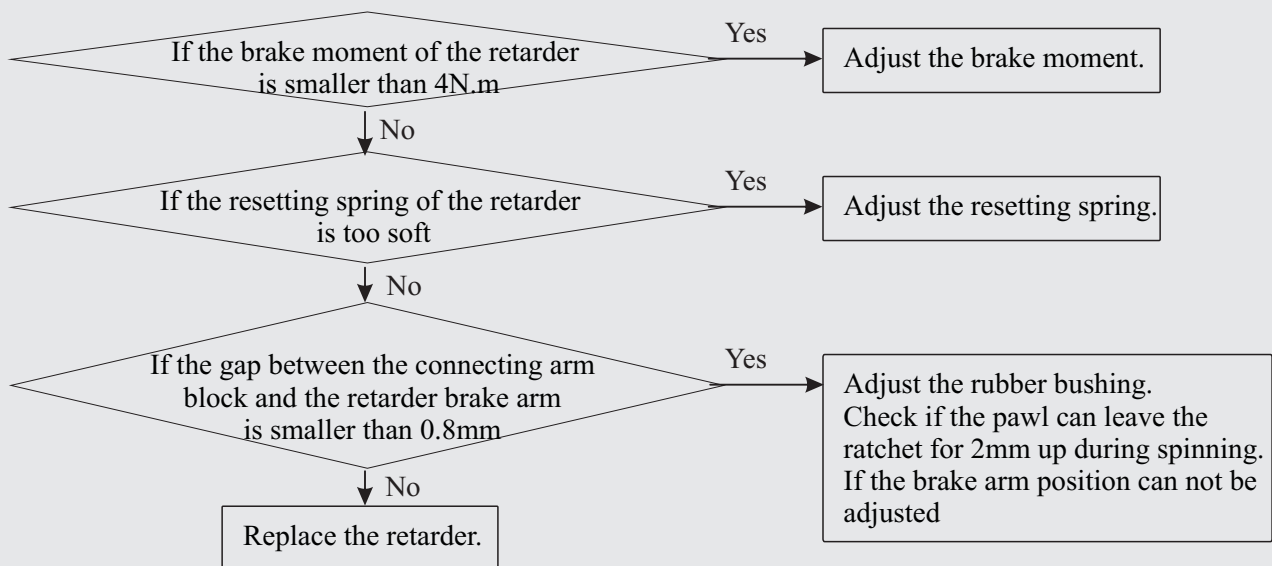 If the brake moment of the retarder
is smaller than 4N.m
Yes
Adjust the brake moment.
No
If the resetting spring of the retarder
is too soft
Yes
Adjust the resetting spring.
No
If the gap between the connecting arm
block and the retarder brake arm
is smaller than 0.8mm
Yes
Adjust the rubber bushing.
Check if the pawl can leave the
ratchet for 2mm up during spinning.
If the brake arm position can not be
adjusted
No
Replace the retarder.